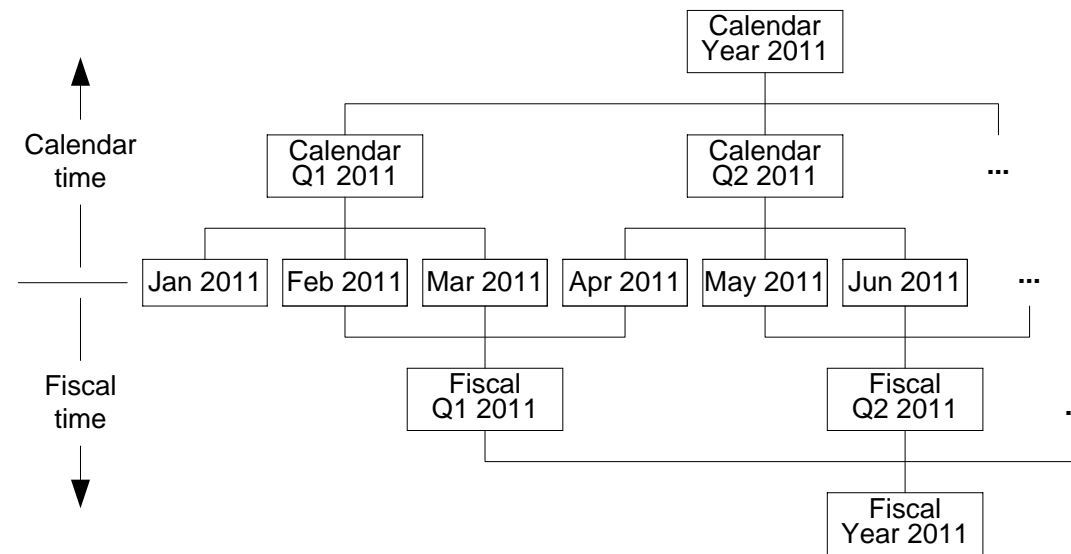 Calendar
Year 2011
Calendar
time
Calendar
Q1 2011
Calendar
Q2 2011
...
Jan 2011
Feb 2011
Mar 2011
Apr 2011
May 2011
Jun 2011
...
Fiscal
time
Fiscal
Q1 2011
Fiscal
Q2 2011
.
Fiscal
Year 2011